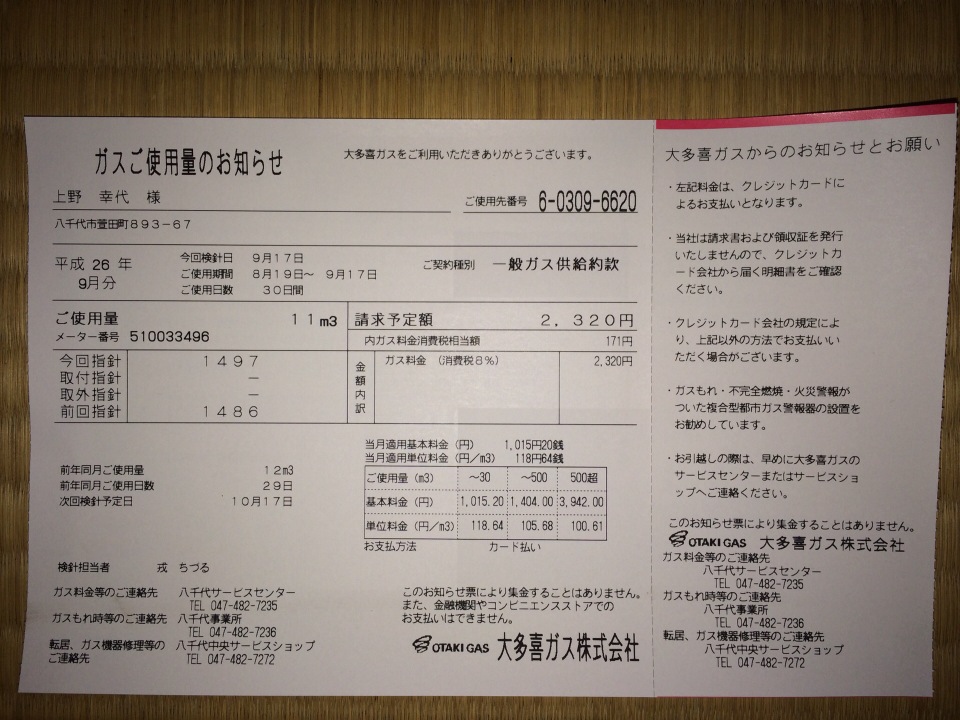 ガスご使用量のお知らせ
大多喜ガスをご利用いただきありがとうございます。
上野 幸代 様
ご使用先番号 6-0309-6620
八千代市萱田町893-67
平成 26 年
9月分
今回検針日 9月17日
ご使用期間 8月19日~ 9月17日
ご使用日数 30日間
ご契約種別 一般ガス供給約款
ご使用量 11m3
メーター番号 510033496
請求予定額 2,320円
内ガス料金消費税相当額 171円
今回指針 1497
取付指針 -
取外指針 -
前回指針 1486
金額内訳
ガス料金 (消費税8%) 2,320円
当月適用基本料金(円) 1,015円20銭
当月適用単位料金(円/m3) 118円64銭
前年同月ご使用量 12m3
前年同月ご使用日数 29日
次回検針予定日 10月17日
ご使用量(m3) ~30 ~500 500超
基本料金(円) 1,015.20 1,404.00 3,942.00
単位料金(円/m3) 118.64 105.68 100.61
お支払方法 カード払い
検針担当者 戎 ちづる
ガス料金等のご連絡先 八千代サービスセンター
TEL 047-482-7235
ガスもれ時等のご連絡先 八千代事業所
TEL 047-482-7236
転居、ガス機器修理等の 八千代中央サービスショップ
ご連絡先 TEL 047-482-7272
このお知らせ票により集金することはありません。
また、金融機関やコンビニエンスストアでの
お支払いはできません。
OTAKI GAS 大多喜ガス株式会社
大多喜ガスからのお知らせとお願い
・左記料金は、クレジットカードに
よるお支払いとなります。
・当社は請求書および領収証を発行
いたしませんので、クレジットカ
ード会社から届く明細書をご確認
ください。
・クレジットカード会社の規定によ
り、上記以外の方法でお支払いい
ただく場合がございます。
・ガスもれ・不完全燃焼・火災警報が
ついた複合型都市ガス警報器の設置を
お勧めしています。
・お引越しの際は、早めに大多喜ガスの
サービスセンターまたはサービスショ
ップへご連絡ください。
このお知らせ票により集金することはありません。
OTAKI GAS 大多喜ガス株式会社
ガス料金等のご連絡先
八千代サービスセンター
TEL 047-482-7235
ガスもれ時等のご連絡先
八千代事業所
TEL 047-482-7236
転居、ガス機器修理等のご連絡先
八千代中央サービスショップ
TEL 047-482-7272